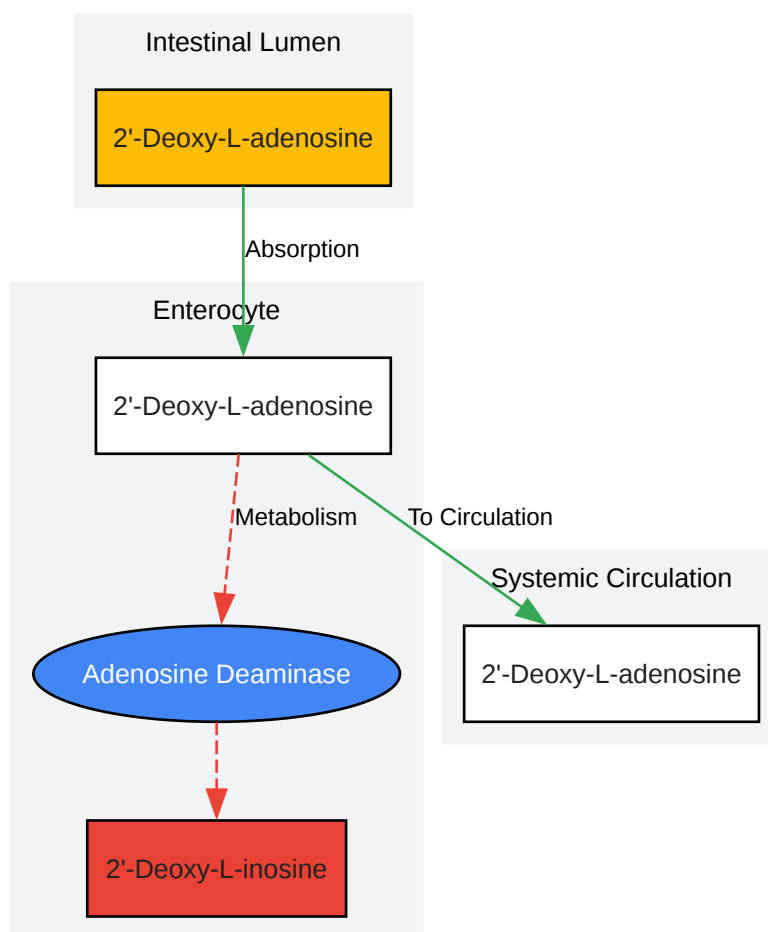 Intestinal Lumen
2'-Deoxy-L-adenosine
Absorption
Enterocyte
2'-Deoxy-L-adenosine
Metabolism
To Circulation
Systemic Circulation
Adenosine Deaminase
2'-Deoxy-L-adenosine
2'-Deoxy-L-inosine